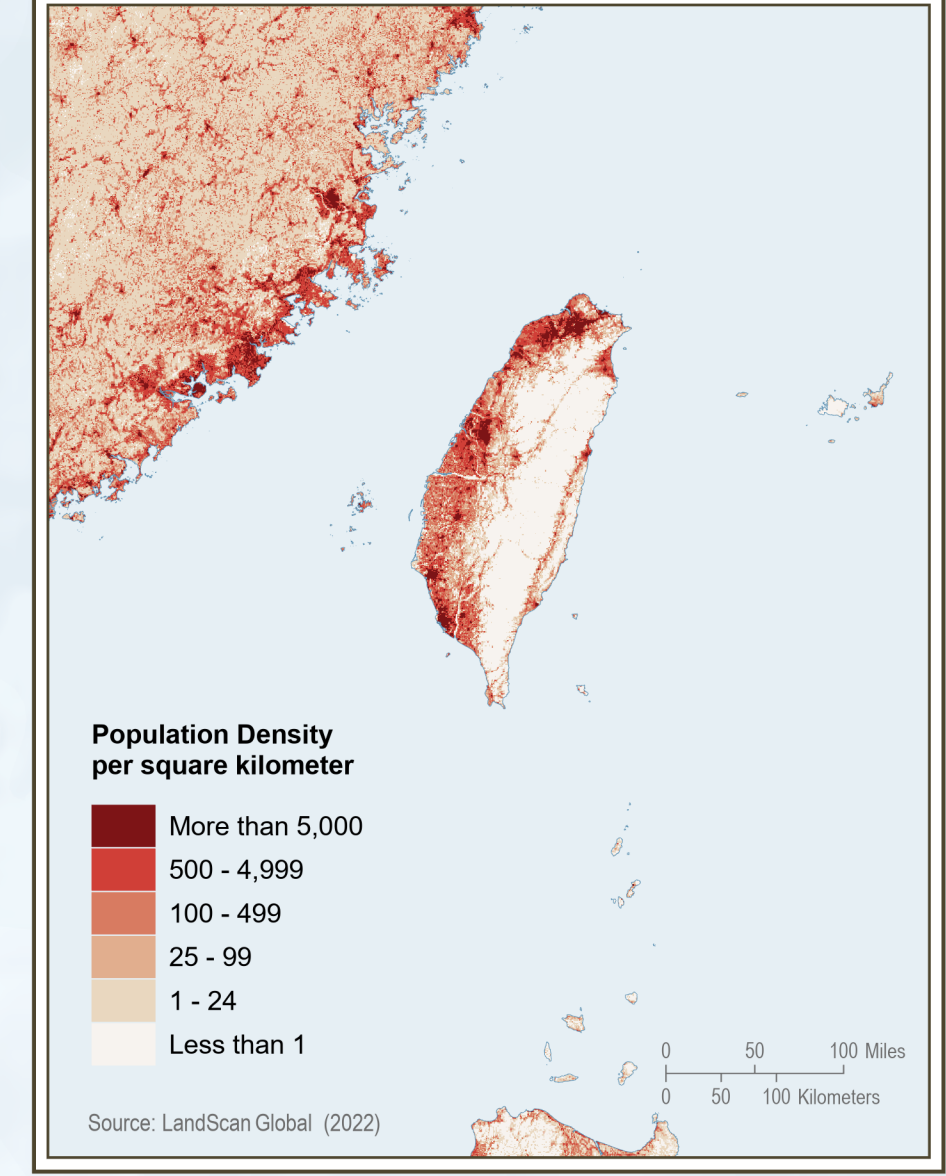 Population Density
per square kilometer
More than 5,000
500 - 4,999
100 - 499
25 - 99
1 - 24
Less than 1
0 50 100 Miles
0 50 100 Kilometers
Source: LandScan Global (2022)